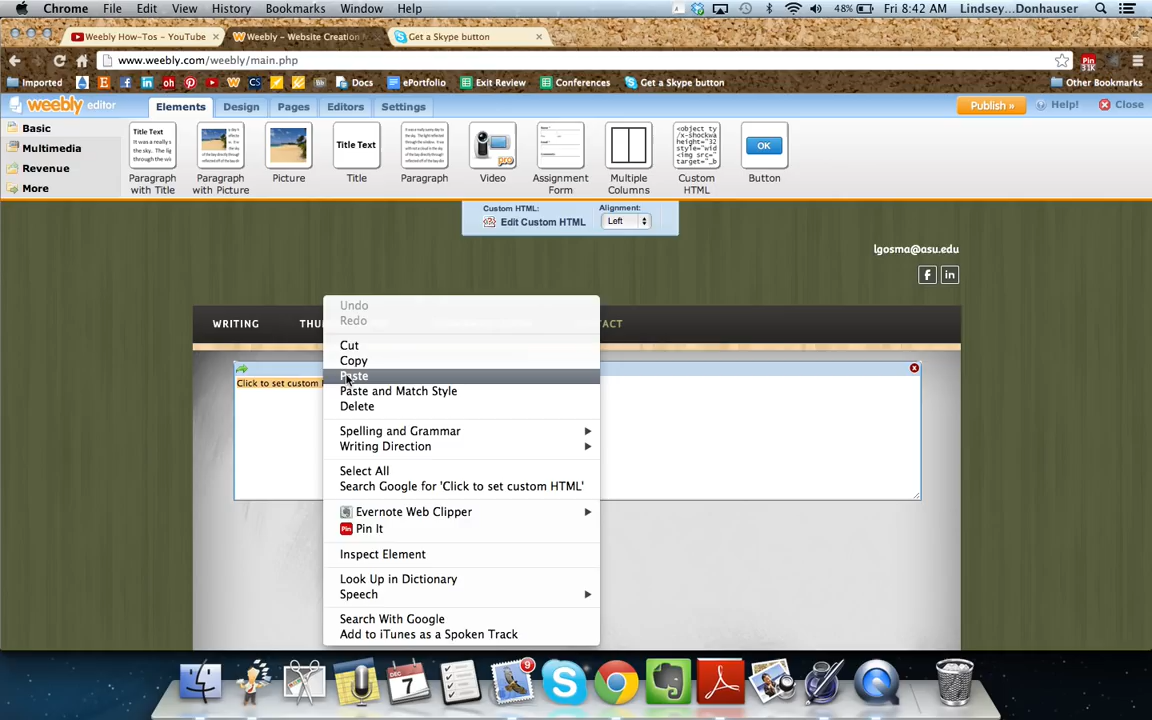 Chrome File Edit View History Bookmarks Window Help 48% Fri 8:42 AM Lindsey...Donhauser
Weebly How-Tos – YouTube
Weebly – Website Creation
Get a Skype button
www.weebly.com/weebly/main.php
Imported
Docs
ePortfolio
Exit Review
Conferences
Get a Skype button
Other Bookmarks
weebly editor
Elements
Design
Pages
Editors
Settings
Publish »
Help!
Close
Basic
Multimedia
Revenue
More
Paragraph with Title
Paragraph with Picture
Picture
Title Text
Title
Paragraph
pro
Video
Assignment Form
Multiple Columns
Custom HTML
OK
Button
Custom HTML:
Edit Custom HTML
Alignment:
Left
lgosma@asu.edu
f in
WRITING
Click to set custom
Undo
Redo
Cut
Copy
Paste
Paste and Match Style
Delete
Spelling and Grammar
Writing Direction
Select All
Search Google for 'Click to set custom HTML'
Evernote Web Clipper
Pin It
Inspect Element
Look Up in Dictionary
Speech
Search With Google
Add to iTunes as a Spoken Track
DEC
7
9